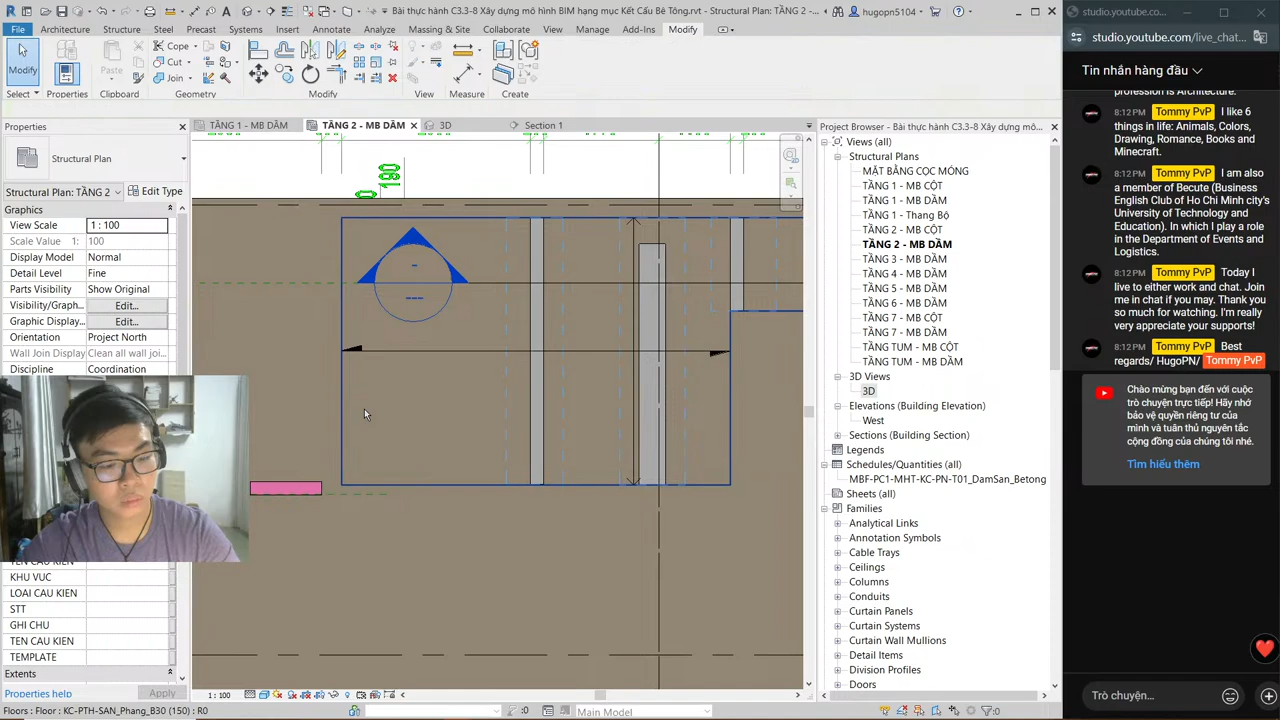 Bài thực hành C3.3-8 Xây dựng mô hình BIM hạng mục Kết Cấu Bê Tông.rvt - Structural Plan: TẦNG 2 -...
hugopn5104
File Architecture Structure Steel Precast Systems Insert Annotate Analyze Massing & Site Collaborate View Manage Add-Ins Modify
Modify Properties Paste Cope Cut Join
Select Properties Clipboard Geometry Modify View Measure Create
Properties
TẦNG 1 - MB DẦM TẦNG 2 - MB DẦM 3D Section 1
Structural Plan
Structural Plan: TẦNG 2 Edit Type
Graphics
View Scale 1 : 100
Scale Value 1: 100
Display Model Normal
Detail Level Fine
Parts Visibility Show Original
Visibility/Graph... Edit...
Graphic Display... Edit...
Orientation Project North
Wall Join Display Clean all wall joi...
Discipline Coordination
KHU VUC
LOAI CAU KIEN
STT
GHI CHU
TEN CAU KIEN
TEMPLATE
Extents
Properties help Apply
Floors : Floor : KC-PTH-SAN_Phang_B30 (150) : R0
180
0
-
---
1 : 100
:0
Main Model
:0
Project Browser - Bài thực hành C3.3-8 Xây dựng mô...
Views (all)
Structural Plans
MẶT BẰNG CỌC MÓNG
TẦNG 1 - MB CỘT
TẦNG 1 - MB DẦM
TẦNG 1 - Thang Bộ
TẦNG 2 - MB CỘT
TẦNG 2 - MB DẦM
TẦNG 3 - MB DẦM
TẦNG 4 - MB DẦM
TẦNG 5 - MB DẦM
TẦNG 6 - MB DẦM
TẦNG 7 - MB CỘT
TẦNG 7 - MB DẦM
TẦNG TUM - MB CỘT
TẦNG TUM - MB DẦM
3D Views
3D
Elevations (Building Elevation)
West
Sections (Building Section)
Legends
Schedules/Quantities (all)
MBF-PC1-MHT-KC-PN-T01_DamSan_Betong
Sheets (all)
Families
Analytical Links
Annotation Symbols
Cable Trays
Ceilings
Columns
Conduits
Curtain Panels
Curtain Systems
Curtain Wall Mullions
Detail Items
Division Profiles
Doors
studio.youtube.co...
studio.youtube.com/live_chat...
Tin nhắn hàng đầu
profession is Architecture.
8:12 PM Tommy PvP I like 6
things in life: Animals, Colors,
Drawing, Romance, Books and
Minecraft.
8:12 PM Tommy PvP I am also
a member of Becute (Business
English Club of Ho Chi Minh city's
University of Technology and
Education). In which I play a role
in the Department of Events and
Logistics.
8:12 PM Tommy PvP Today I
live to either work and chat. Join
me in chat if you may. Thank you
so much for watching. I'm really
very appreciate your supports!
8:12 PM Tommy PvP Best
regards/ HugoPN/ Tommy PvP
Chào mừng bạn đến với cuộc
trò chuyện trực tiếp! Hãy nhớ
bảo vệ quyền riêng tư của
mình và tuân thủ nguyên tắc
cộng đồng của chúng tôi nhé.
Tìm hiểu thêm
Trò chuyện...